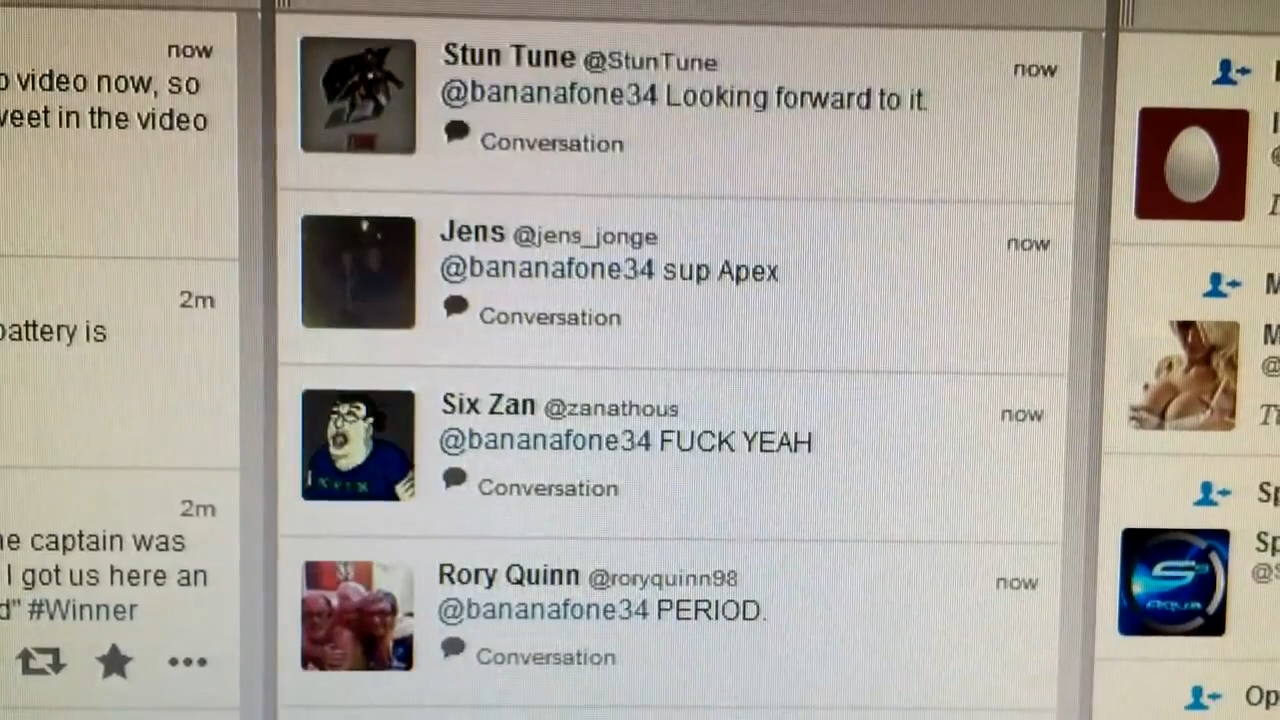 now
video now, so
in the video
2m
battery is
2m
captain was
I got us here an
#Winner
Stun Tune @StunTune
now
@bananafone34 Looking forward to it.
Conversation
Jens @jens_jonge
now
@bananafone34 sup Apex
Conversation
Six Zan @zanathous
now
@bananafone34 FUCK YEAH
Conversation
Rory Quinn @roryquinn98
now
@bananafone34 PERIOD.
Conversation